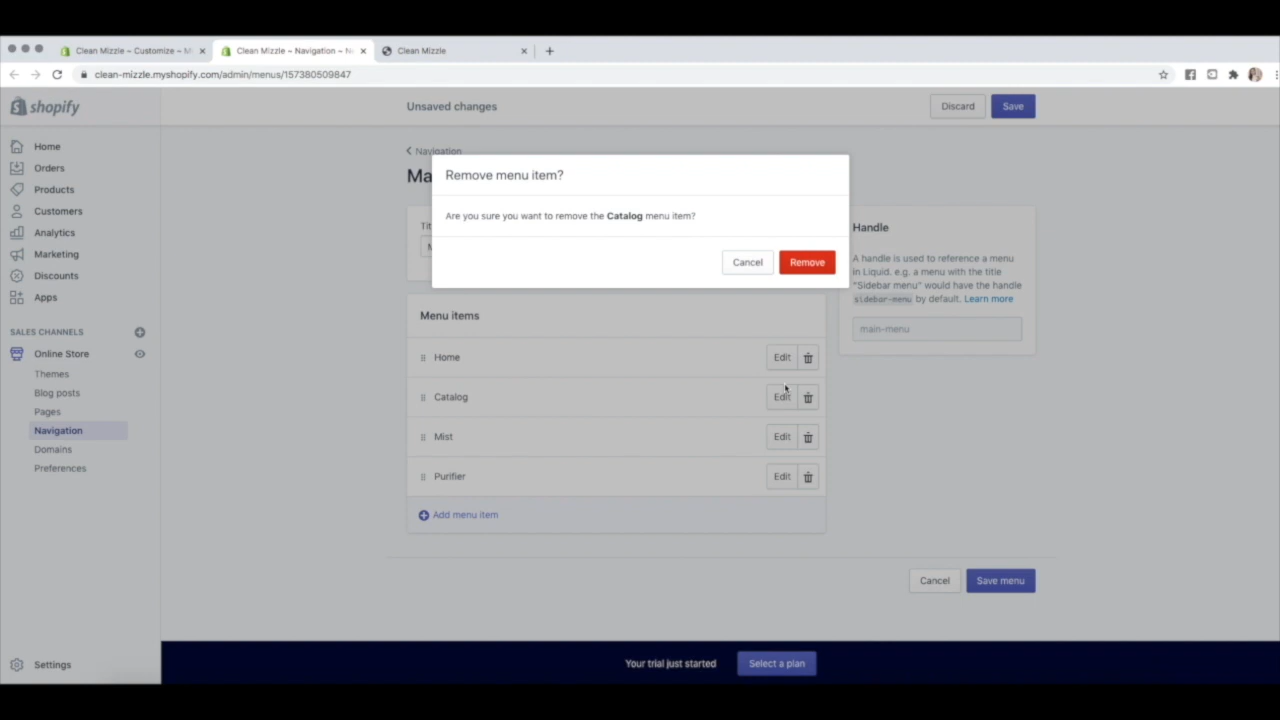 Clean Mizzle ~ Customize ~ M
Clean Mizzle ~ Navigation ~ N
Clean Mizzle
clean-mizzle.myshopify.com/admin/menus/157380509847
shopify
Unsaved changes
Discard
Save
Home
Orders
Products
Customers
Analytics
Marketing
Discounts
Apps
SALES CHANNELS
Online Store
Themes
Blog posts
Pages
Navigation
Domains
Preferences
Settings
Navigation
Ma
Remove menu item?
Are you sure you want to remove the Catalog menu item?
Cancel
Remove
Tit
M
Menu items
Home
Edit
Catalog
Edit
Mist
Edit
Purifier
Edit
Add menu item
Handle
A handle is used to reference a menu
in Liquid. e.g. a menu with the title
"Sidebar menu" would have the handle
sidebar-menu by default. Learn more
main-menu
Cancel
Save menu
Your trial just started
Select a plan